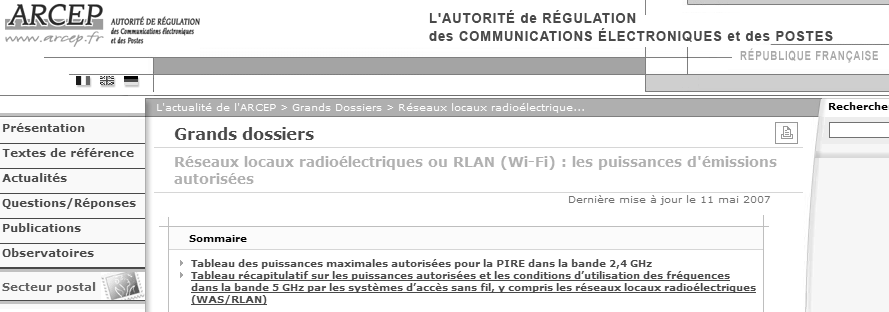 ARCEP
www.arcep.fr
AUTORITÉ DE RÉGULATION
des Communications électroniques
et des Postes
L'AUTORITÉ de RÉGULATION
des COMMUNICATIONS ÉLECTRONIQUES et des POSTES
RÉPUBLIQUE FRANÇAISE
L'actualité de l'ARCEP > Grands Dossiers > Réseaux locaux radioélectrique...
Recherche
Présentation
Textes de référence
Actualités
Questions/Réponses
Publications
Observatoires
Secteur postal
Grands dossiers
Réseaux locaux radioélectriques ou RLAN (Wi-Fi) : les puissances d'émissions
autorisées
Dernière mise à jour le 11 mai 2007
Sommaire
Tableau des puissances maximales autorisées pour la PIRE dans la bande 2,4 GHz
Tableau récapitulatif sur les puissances autorisées et les conditions d'utilisation des fréquences
dans la bande 5 GHz par les systèmes d'accès sans fil, y compris les réseaux locaux radioélectriques
(WAS/RLAN)